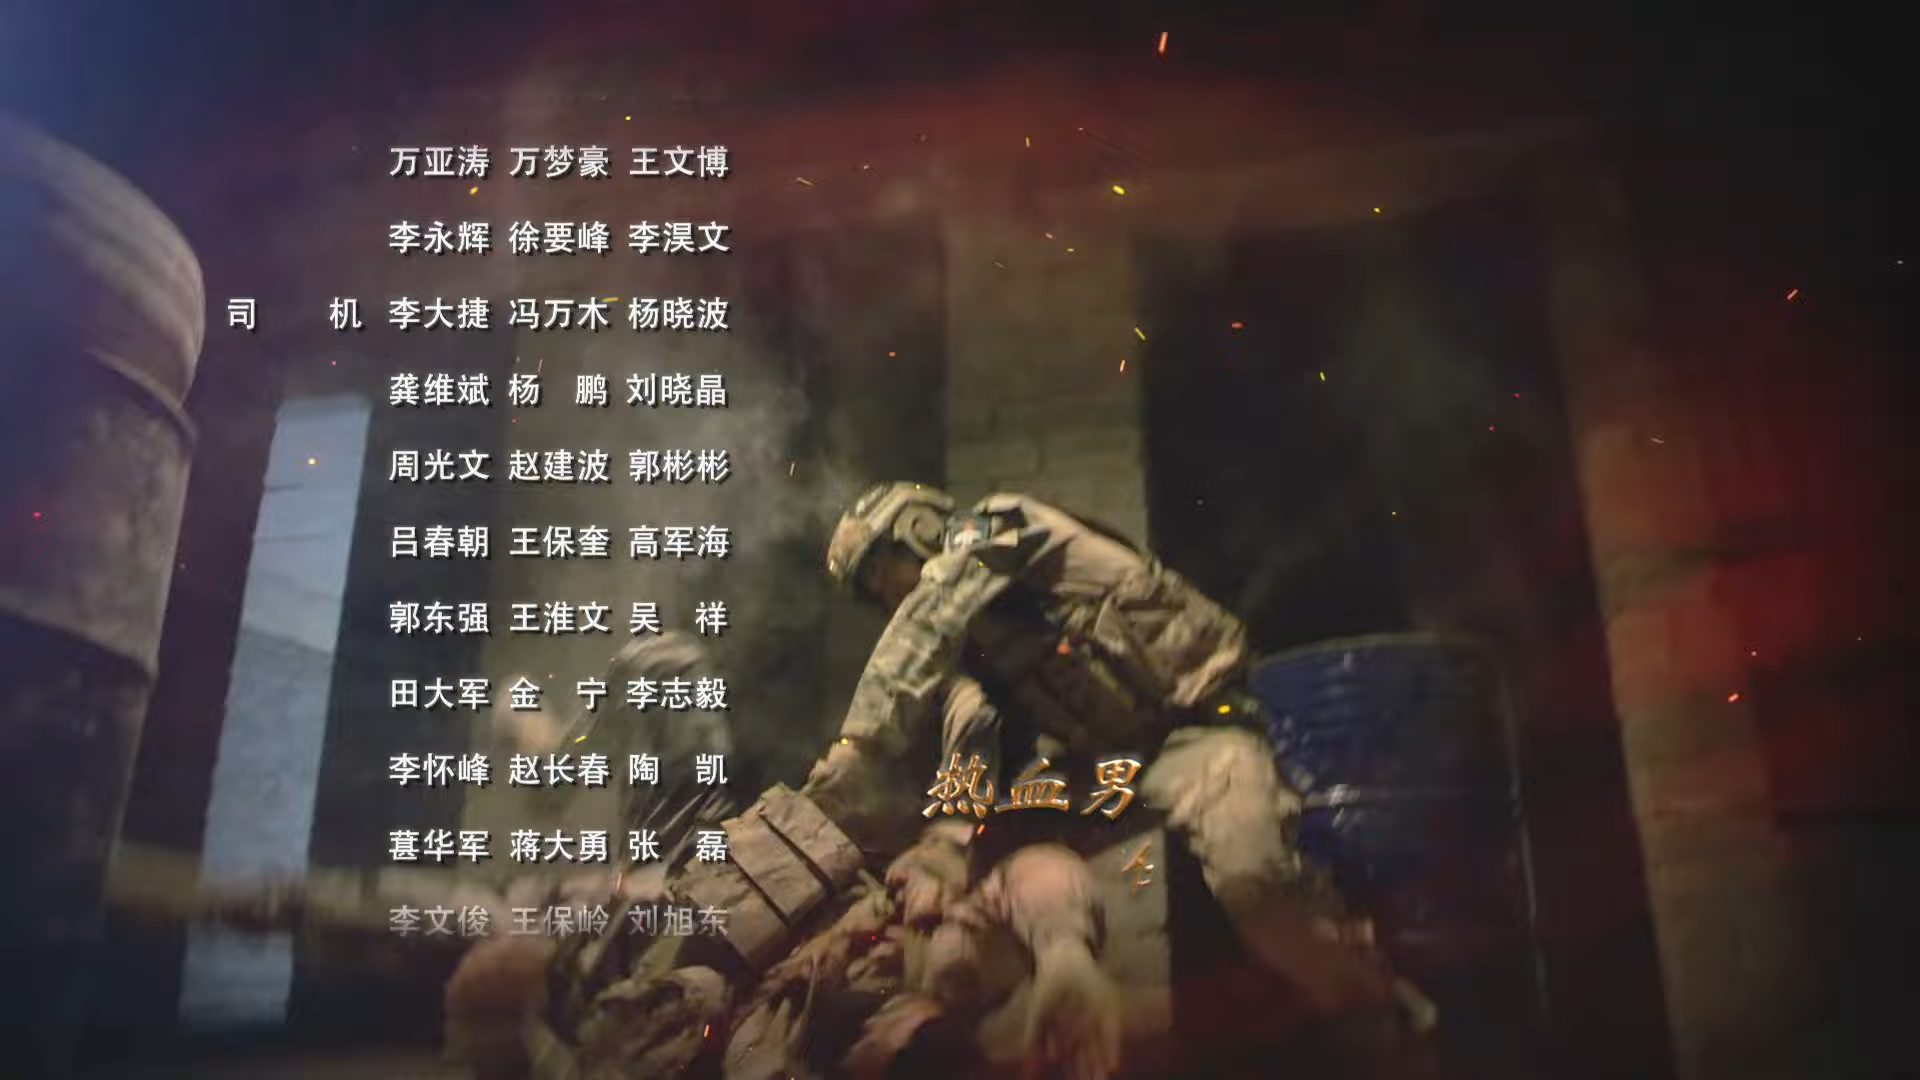 万亚涛 万梦豪 王文博
李永辉 徐要峰 李淏文
司 机 李大捷 冯万木 杨晓波
龚维斌 杨 鹏 刘晓晶
周光文 赵建波 郭彬彬
吕春朝 王保奎 高军海
郭东强 王淮文 吴 祥
田大军 金 宁 李志毅
李怀峰 赵长春 陶 凯
葚华军 蒋大勇 张 磊
李文俊 王保岭 刘旭东
热血男